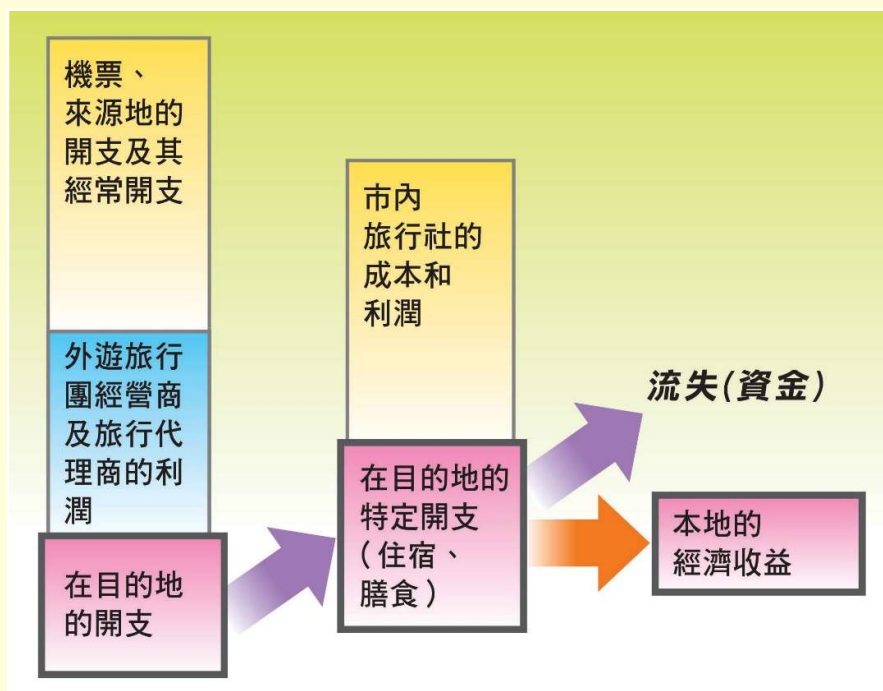 機票、
來源地的
開支及其
經常開支
外遊旅行
團經營商
及旅行代
理商的利
潤
在目的地
的開支
市內
旅行社的
成本和
利潤
在目的地的
特定開支
(住宿、
膳食)
流失(資金)
本地的
經濟收益